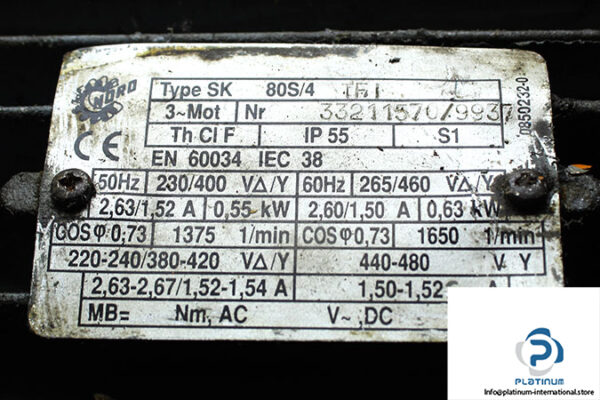 NORD
Type SK 80S/4 TF
3~Mot Nr 33211570/9937
Th Cl F IP 55 S1
EN 60034 IEC 38
50Hz 230/400 VΔ/Y 60Hz 265/460 VΔ/Y
2,63/1,52 A 0,55 kW 2,60/1,50 A 0,63 kW
COSφ 0,73 1375 1/min COSφ 0,73 1650 1/min
220-240/380-420 VΔ/Y 440-480 V Y
2,63-2,67/1,52-1,54 A 1,50-1,52 A
MB= Nm, AC V~, DC
0850232-0
CE
P
PLATINUM
Info@platinum-international.store